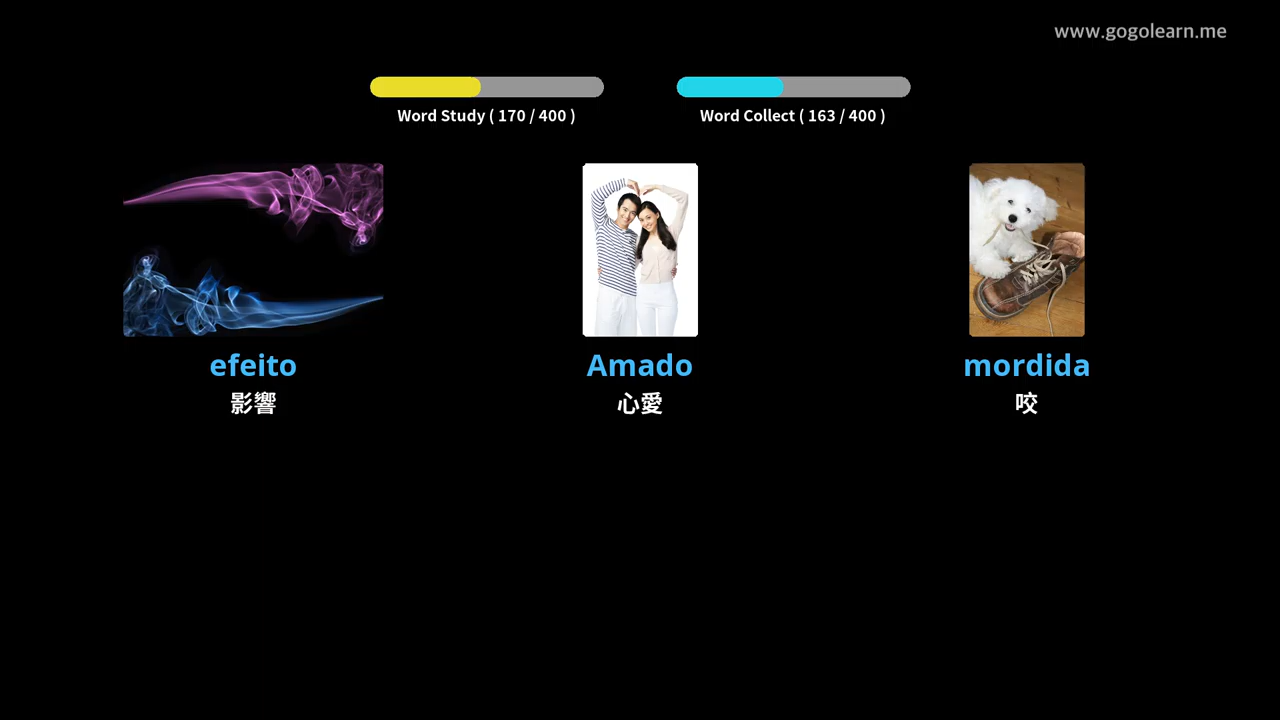 www.gogolearn.me
Word Study ( 170 / 400 )
Word Collect ( 163 / 400 )
efeito
Amado
mordida
影響
心愛
咬